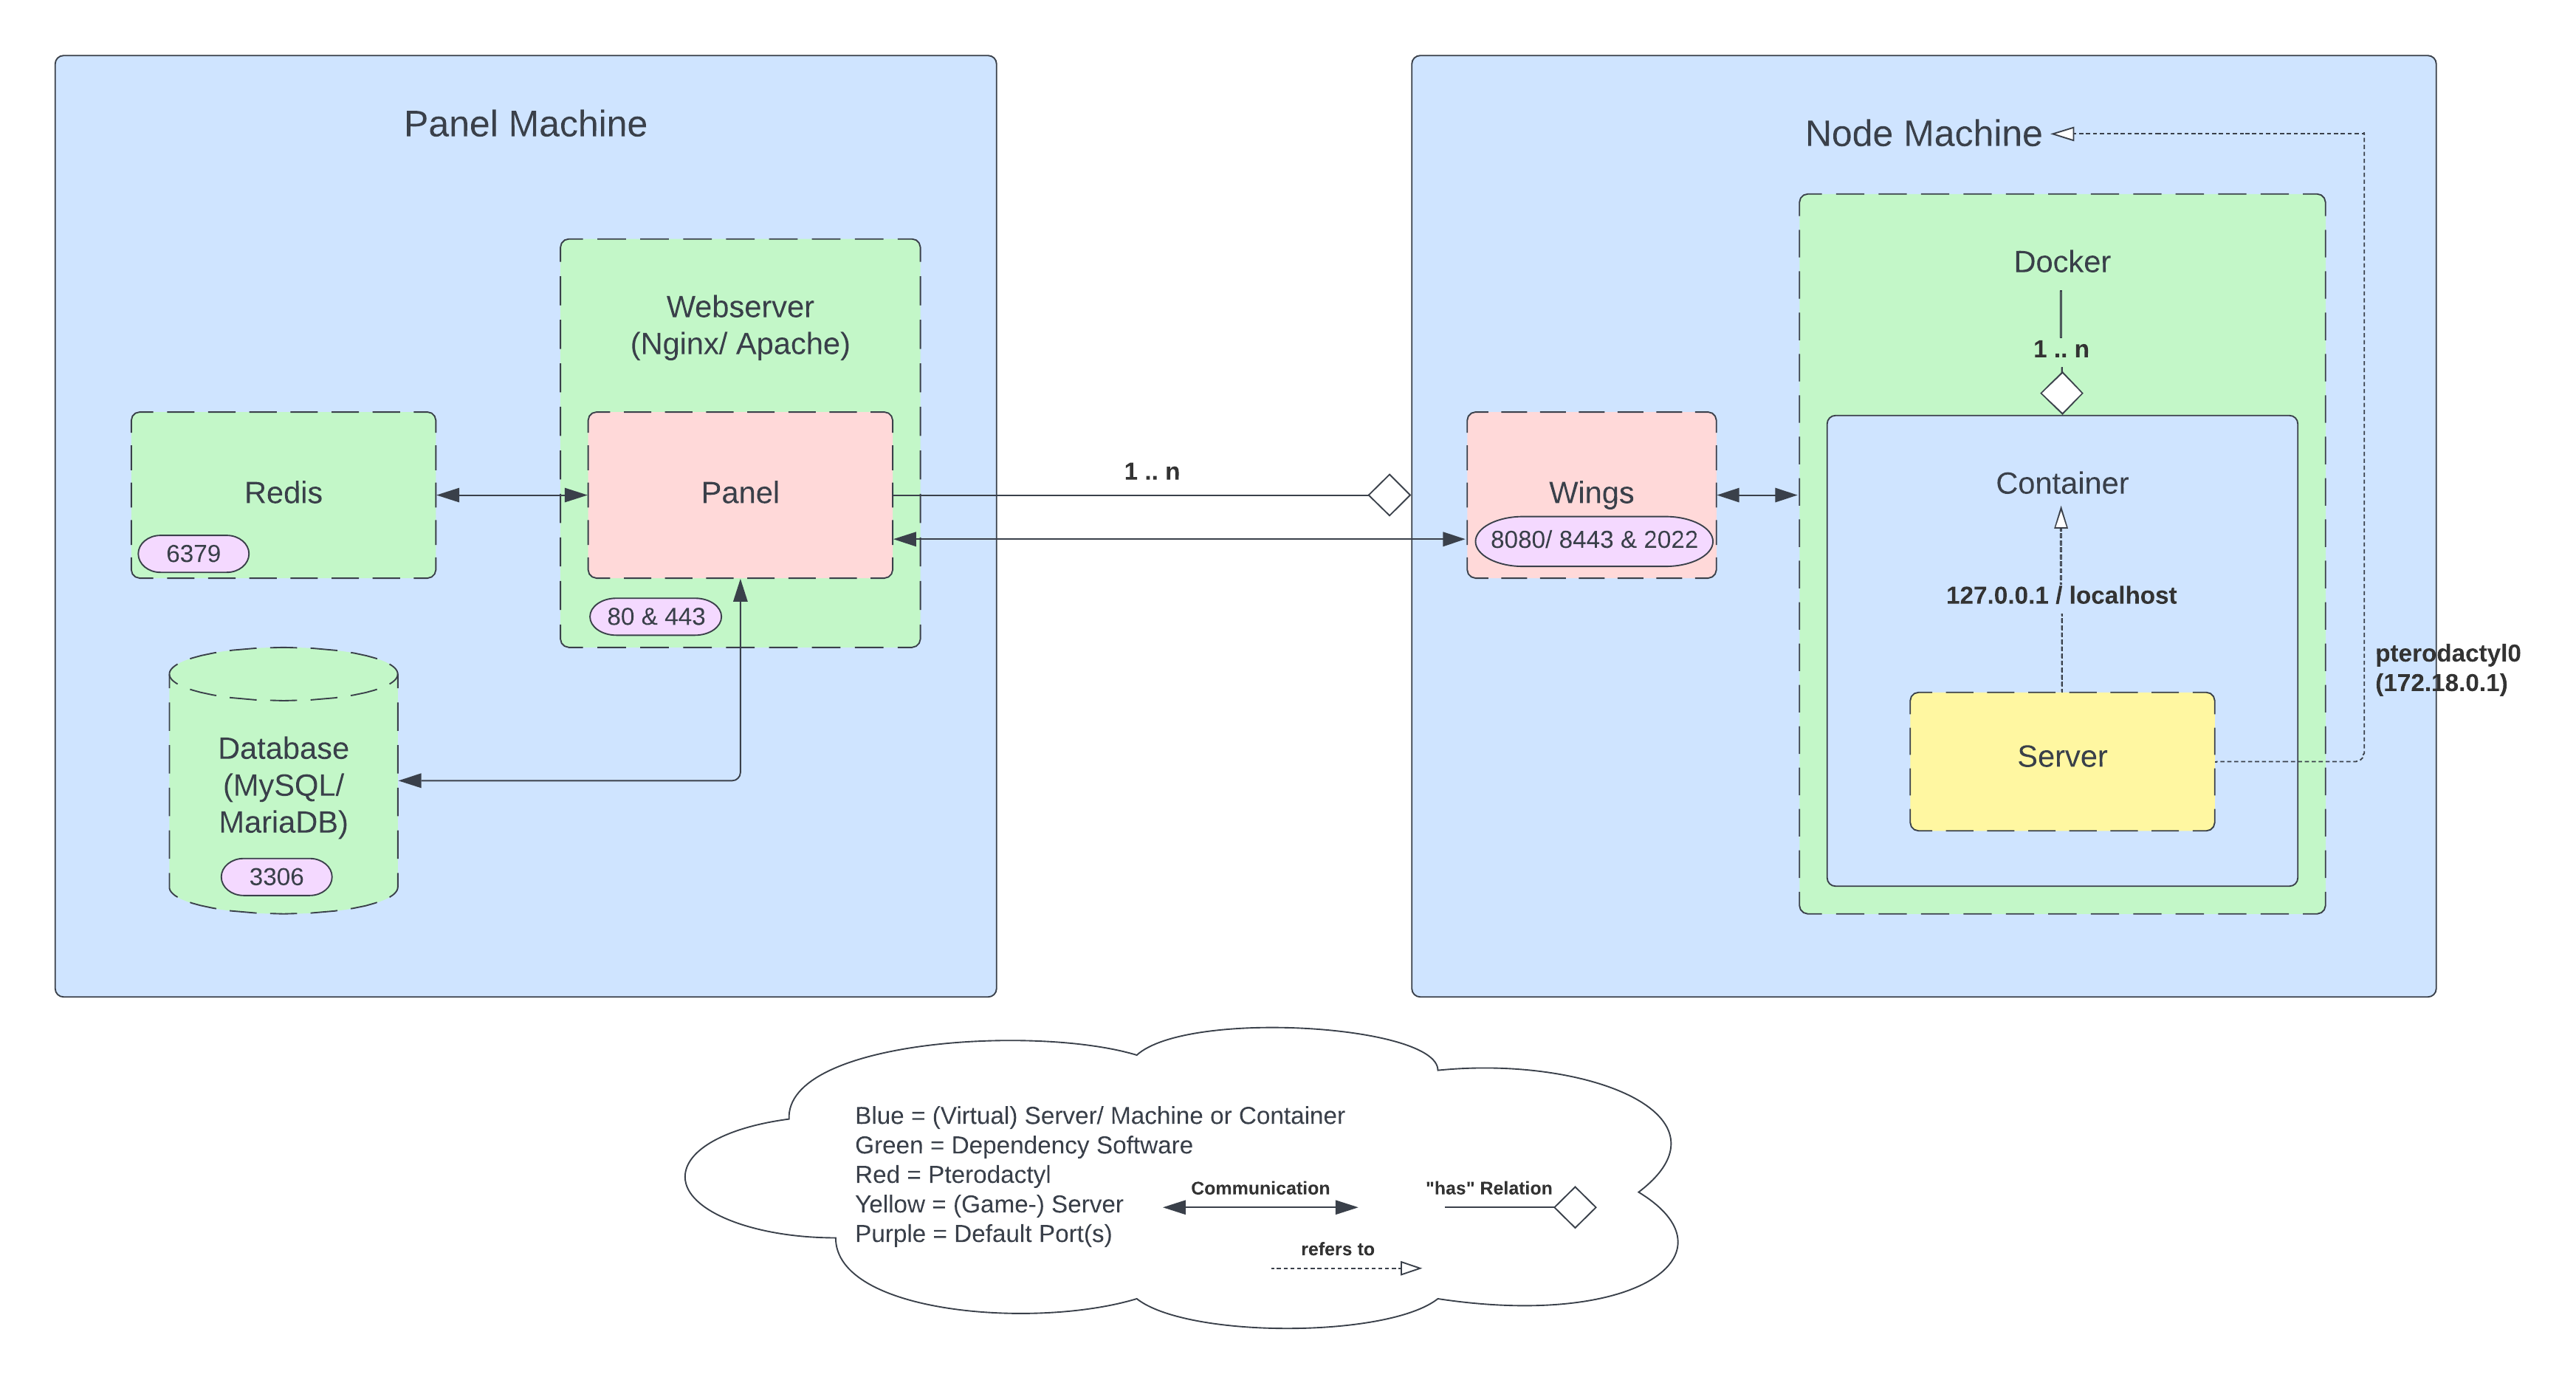 Panel Machine
Webserver
(Nginx/ Apache)
Redis
6379
Panel
80 & 443
Database
(MySQL/
MariaDB)
3306
1 .. n
Node Machine
Docker
1 .. n
Wings
8080/ 8443 & 2022
Container
127.0.0.1 / localhost
Server
pterodactyl0
(172.18.0.1)
Blue = (Virtual) Server/ Machine or Container
Green = Dependency Software
Red = Pterodactyl
Yellow = (Game-) Server
Purple = Default Port(s)
Communication
"has" Relation
refers to